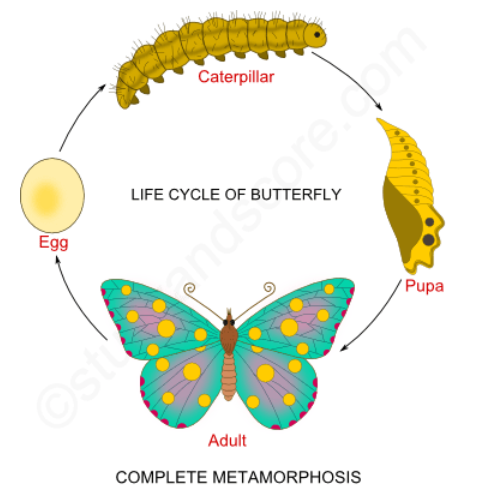 Caterpillar
LIFE CYCLE OF BUTTERFLY
Egg
Pupa
Adult
COMPLETE METAMORPHOSIS